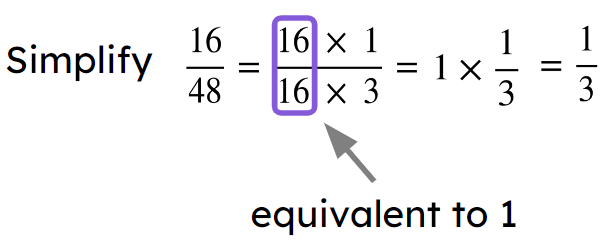 Simplify 16/48 = 16 × 1/16 × 3 = 1 × 1/3 = 1/3
equivalent to 1